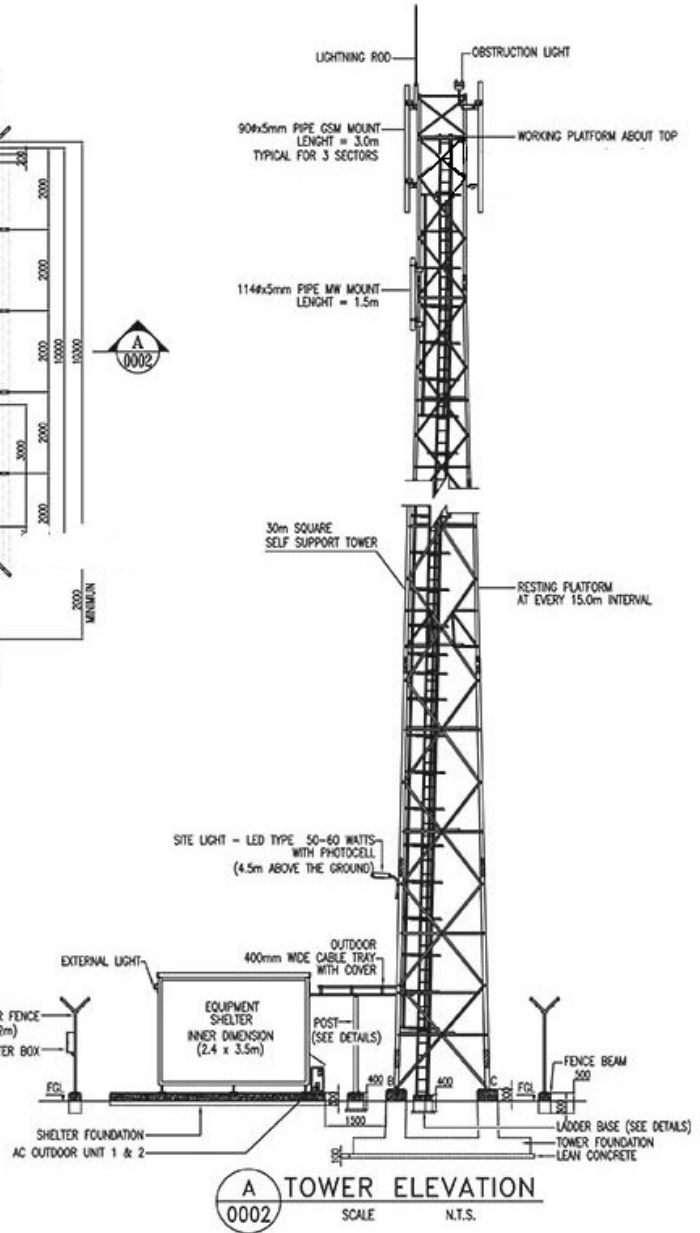 LIGHTNING ROD
OBSTRUCTION LIGHT
90φx5mm PIPE GSM MOUNT
LENGHT = 3.0m
TYPICAL FOR 3 SECTORS
WORKING PLATFORM ABOUT TOP
114φx5mm PIPE MW MOUNT
LENGHT = 1.5m
200
2000
2000
2000
2000
2000
10000
10300
3000
2000
MINIMUN
A
0002
30m SQUARE
SELF SUPPORT TOWER
RESTING PLATFORM
AT EVERY 15.0m INTERVAL
SITE LIGHT - LED TYPE 50-60 WATTS
WITH PHOTOCELL
(4.5m ABOVE THE GROUND)
OUTDOOR
400mm WIDE CABLE TRAY
WITH COVER
EXTERNAL LIGHT
EQUIPMENT
SHELTER
INNER DIMENSION
(2.4 x 3.5m)
POST
(SEE DETAILS)
FENCE
BOX
FGL
FGL
400
B
400
C
FENCE BEAM
500
1500
SHELTER FOUNDATION
AC OUTDOOR UNIT 1 & 2
LADDER BASE (SEE DETAILS)
TOWER FOUNDATION
LEAN CONCRETE
100
A
0002
TOWER ELEVATION
SCALE N.T.S.